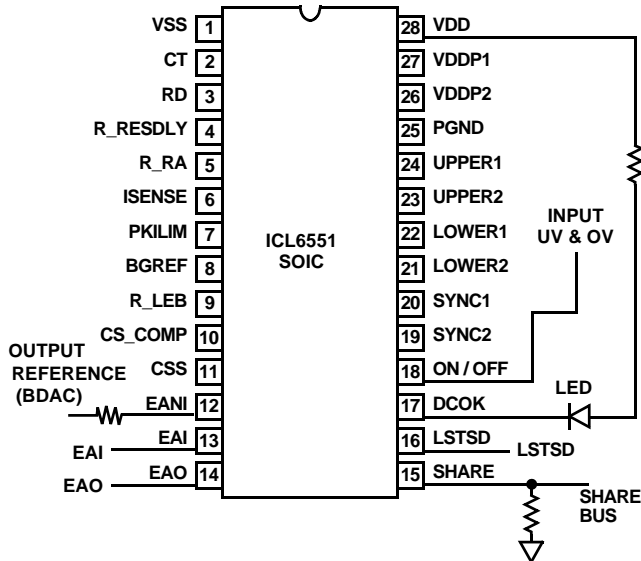 VSS 1 28 VDD
CT 2 27 VDDP1
RD 3 26 VDDP2
R_RESDLY 4 25 PGND
R_RA 5 24 UPPER1
ISENSE 6 23 UPPER2
INPUT
UV & OV
PKILIM 7 22 LOWER1
ICL6551
SOIC
BGREF 8 21 LOWER2
R_LEB 9 20 SYNC1
CS_COMP 10 19 SYNC2
OUTPUT
REFERENCE
(BDAC)
CSS 11 18 ON / OFF
LED
EANI 12 17 DCOK
EAI EAI 13 16 LSTSD LSTSD
EAO EAO 14 15 SHARE
SHARE
BUS